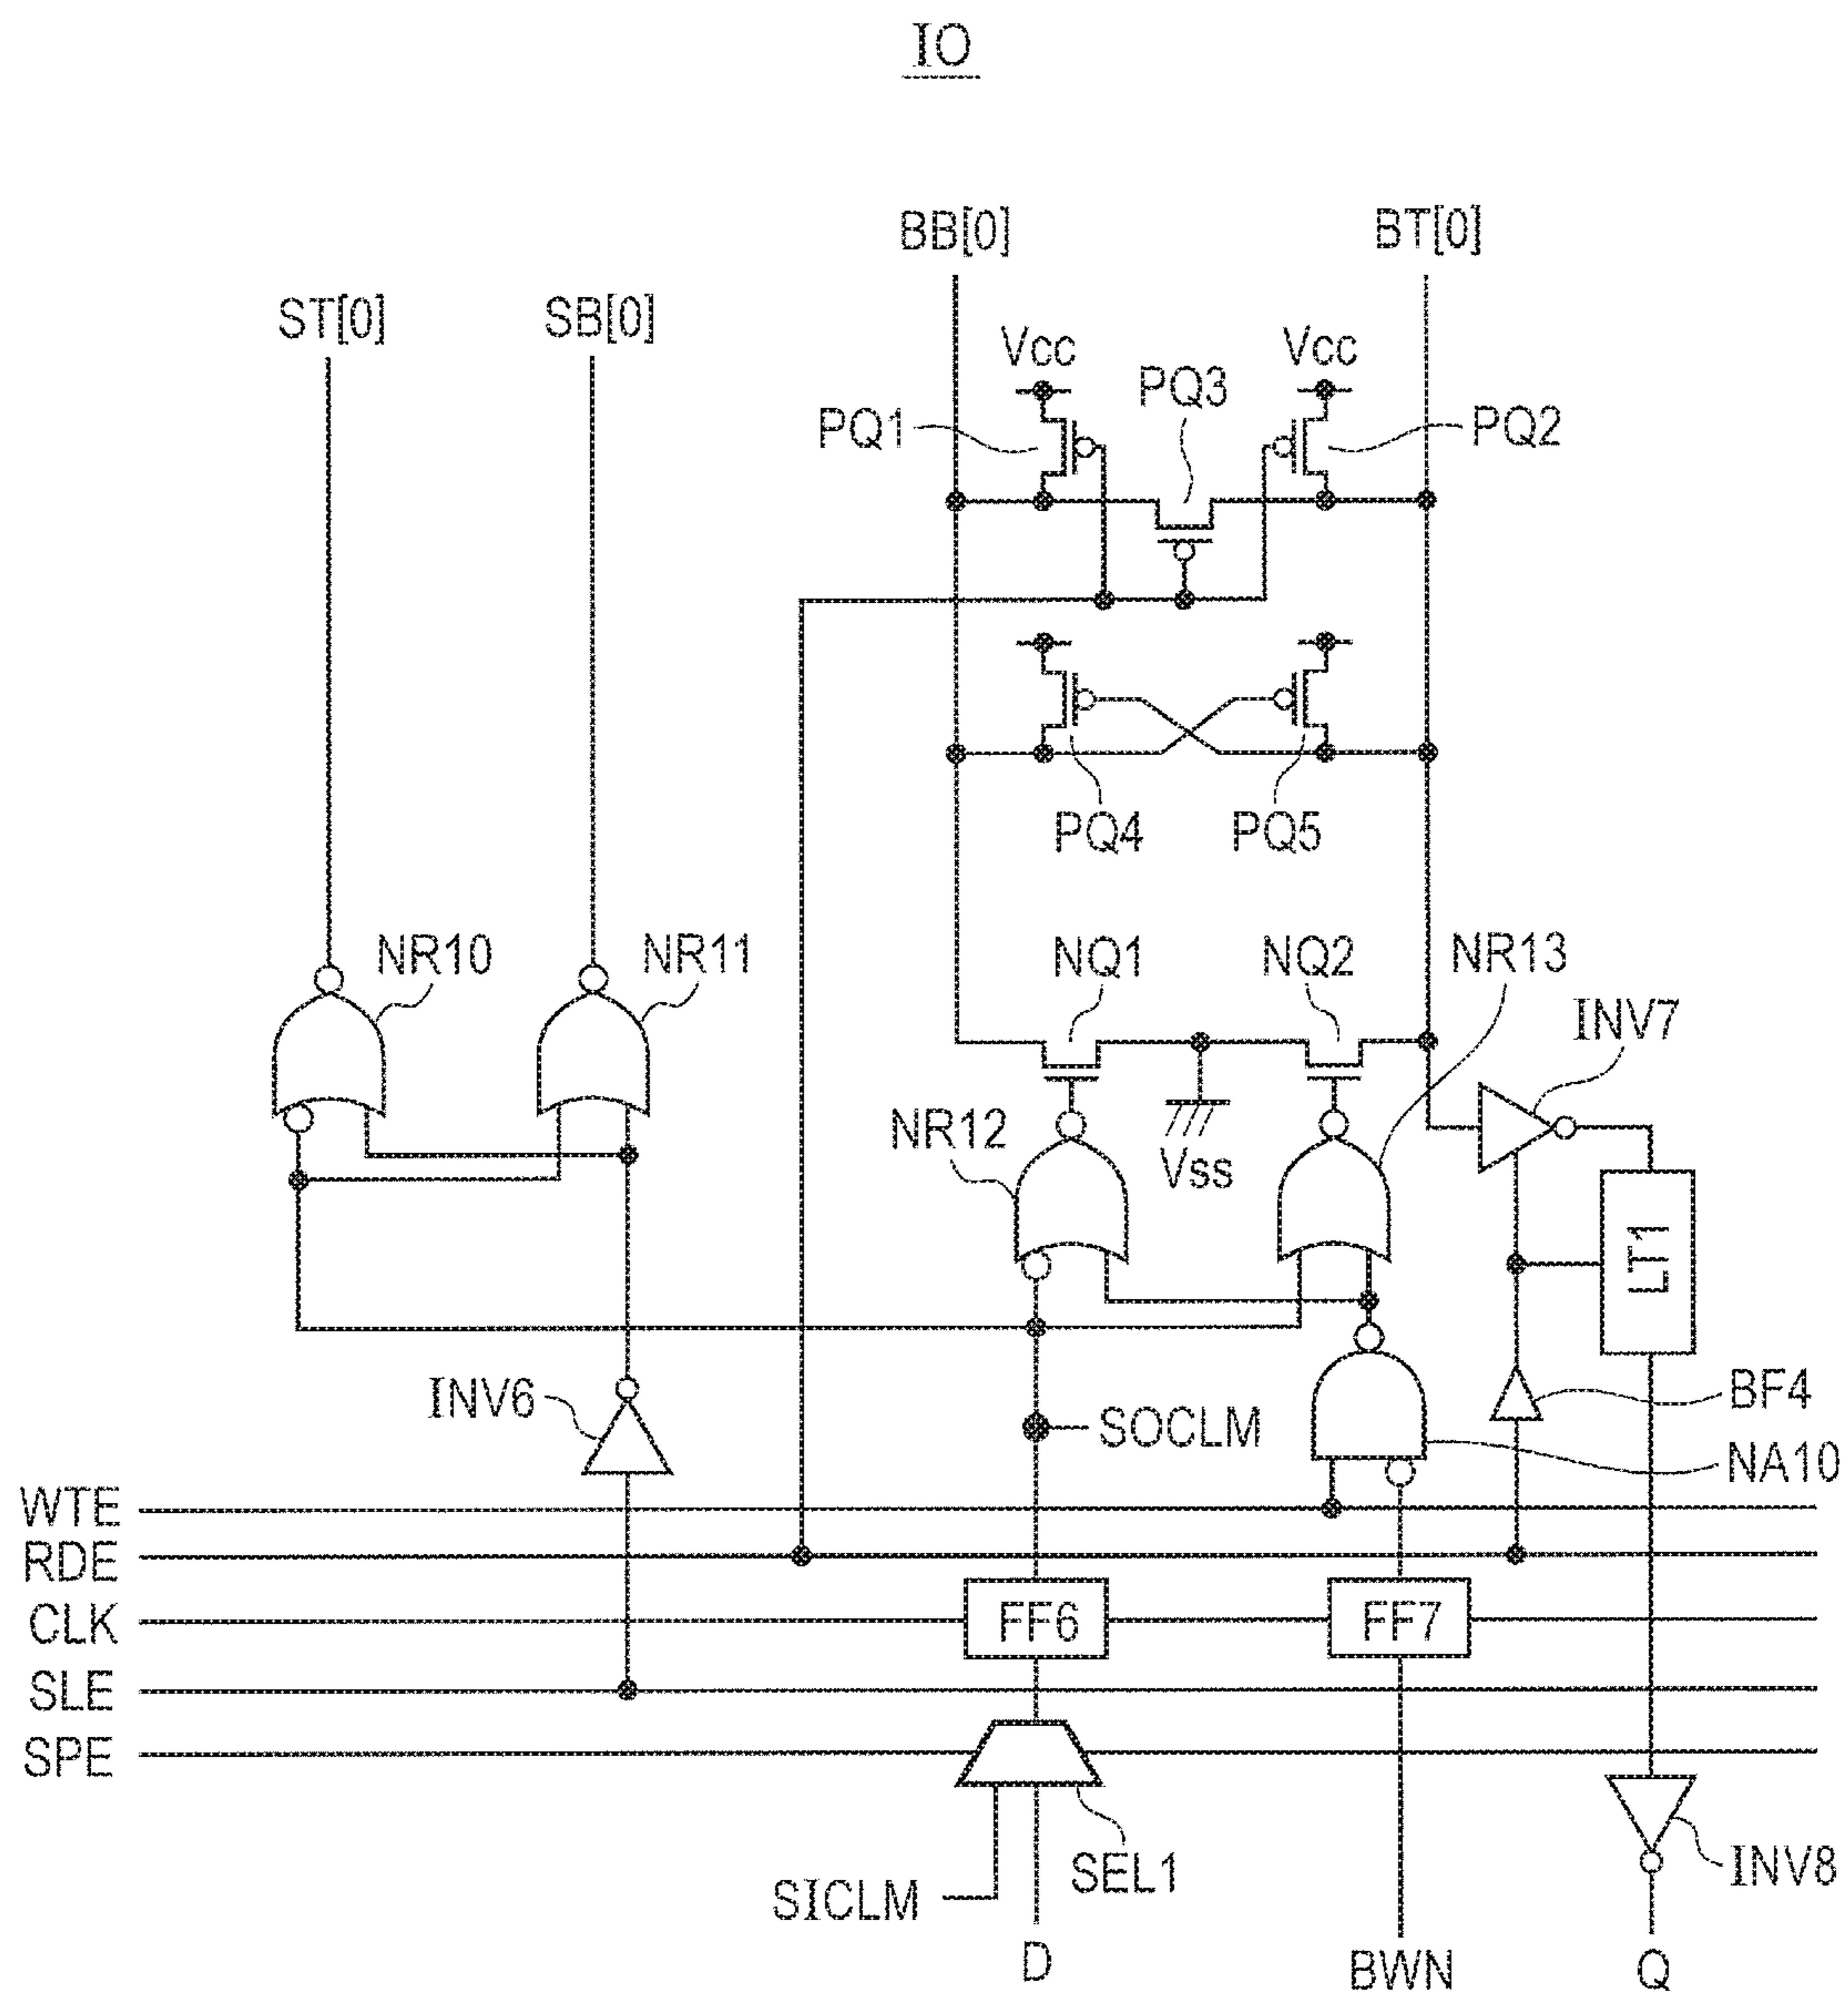 IO
BB[0]
BT[0]
ST[0]
SB[0]
Vcc
Vcc
PQ3
PQ1
PQ2
PQ4
PQ5
NR10
NR11
NQ1
NQ2
NR13
INV7
NR12
Vss
LT1
INV6
BF4
SOCLM
NA10
WTE
RDE
CLK
FF6
FF7
SLE
SPE
SEL1
INV8
SICLM
D
BWN
Q